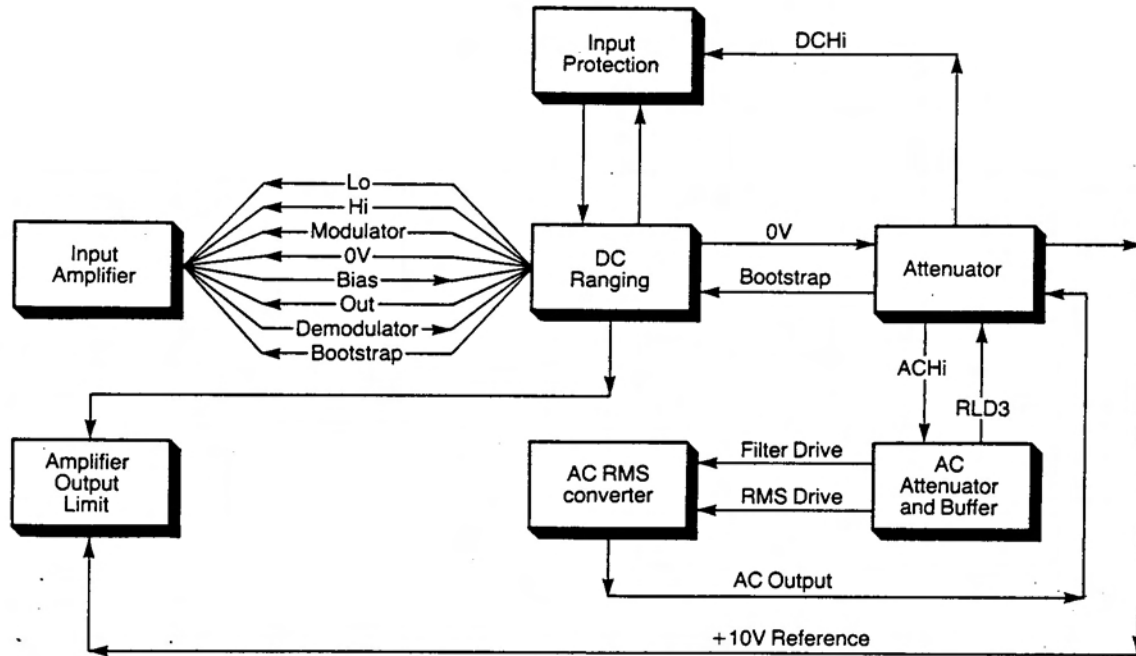 Input
Protection
DCHi
Lo
Hi
Modulator
0V
Bias
Out
Demodulator
Bootstrap
Input
Amplifier
DC
Ranging
0V
Bootstrap
Attenuator
ACHi
RLD3
Amplifier
Output
Limit
AC RMS
converter
Filter Drive
RMS Drive
AC
Attenuator
and Buffer
AC Output
+10V Reference